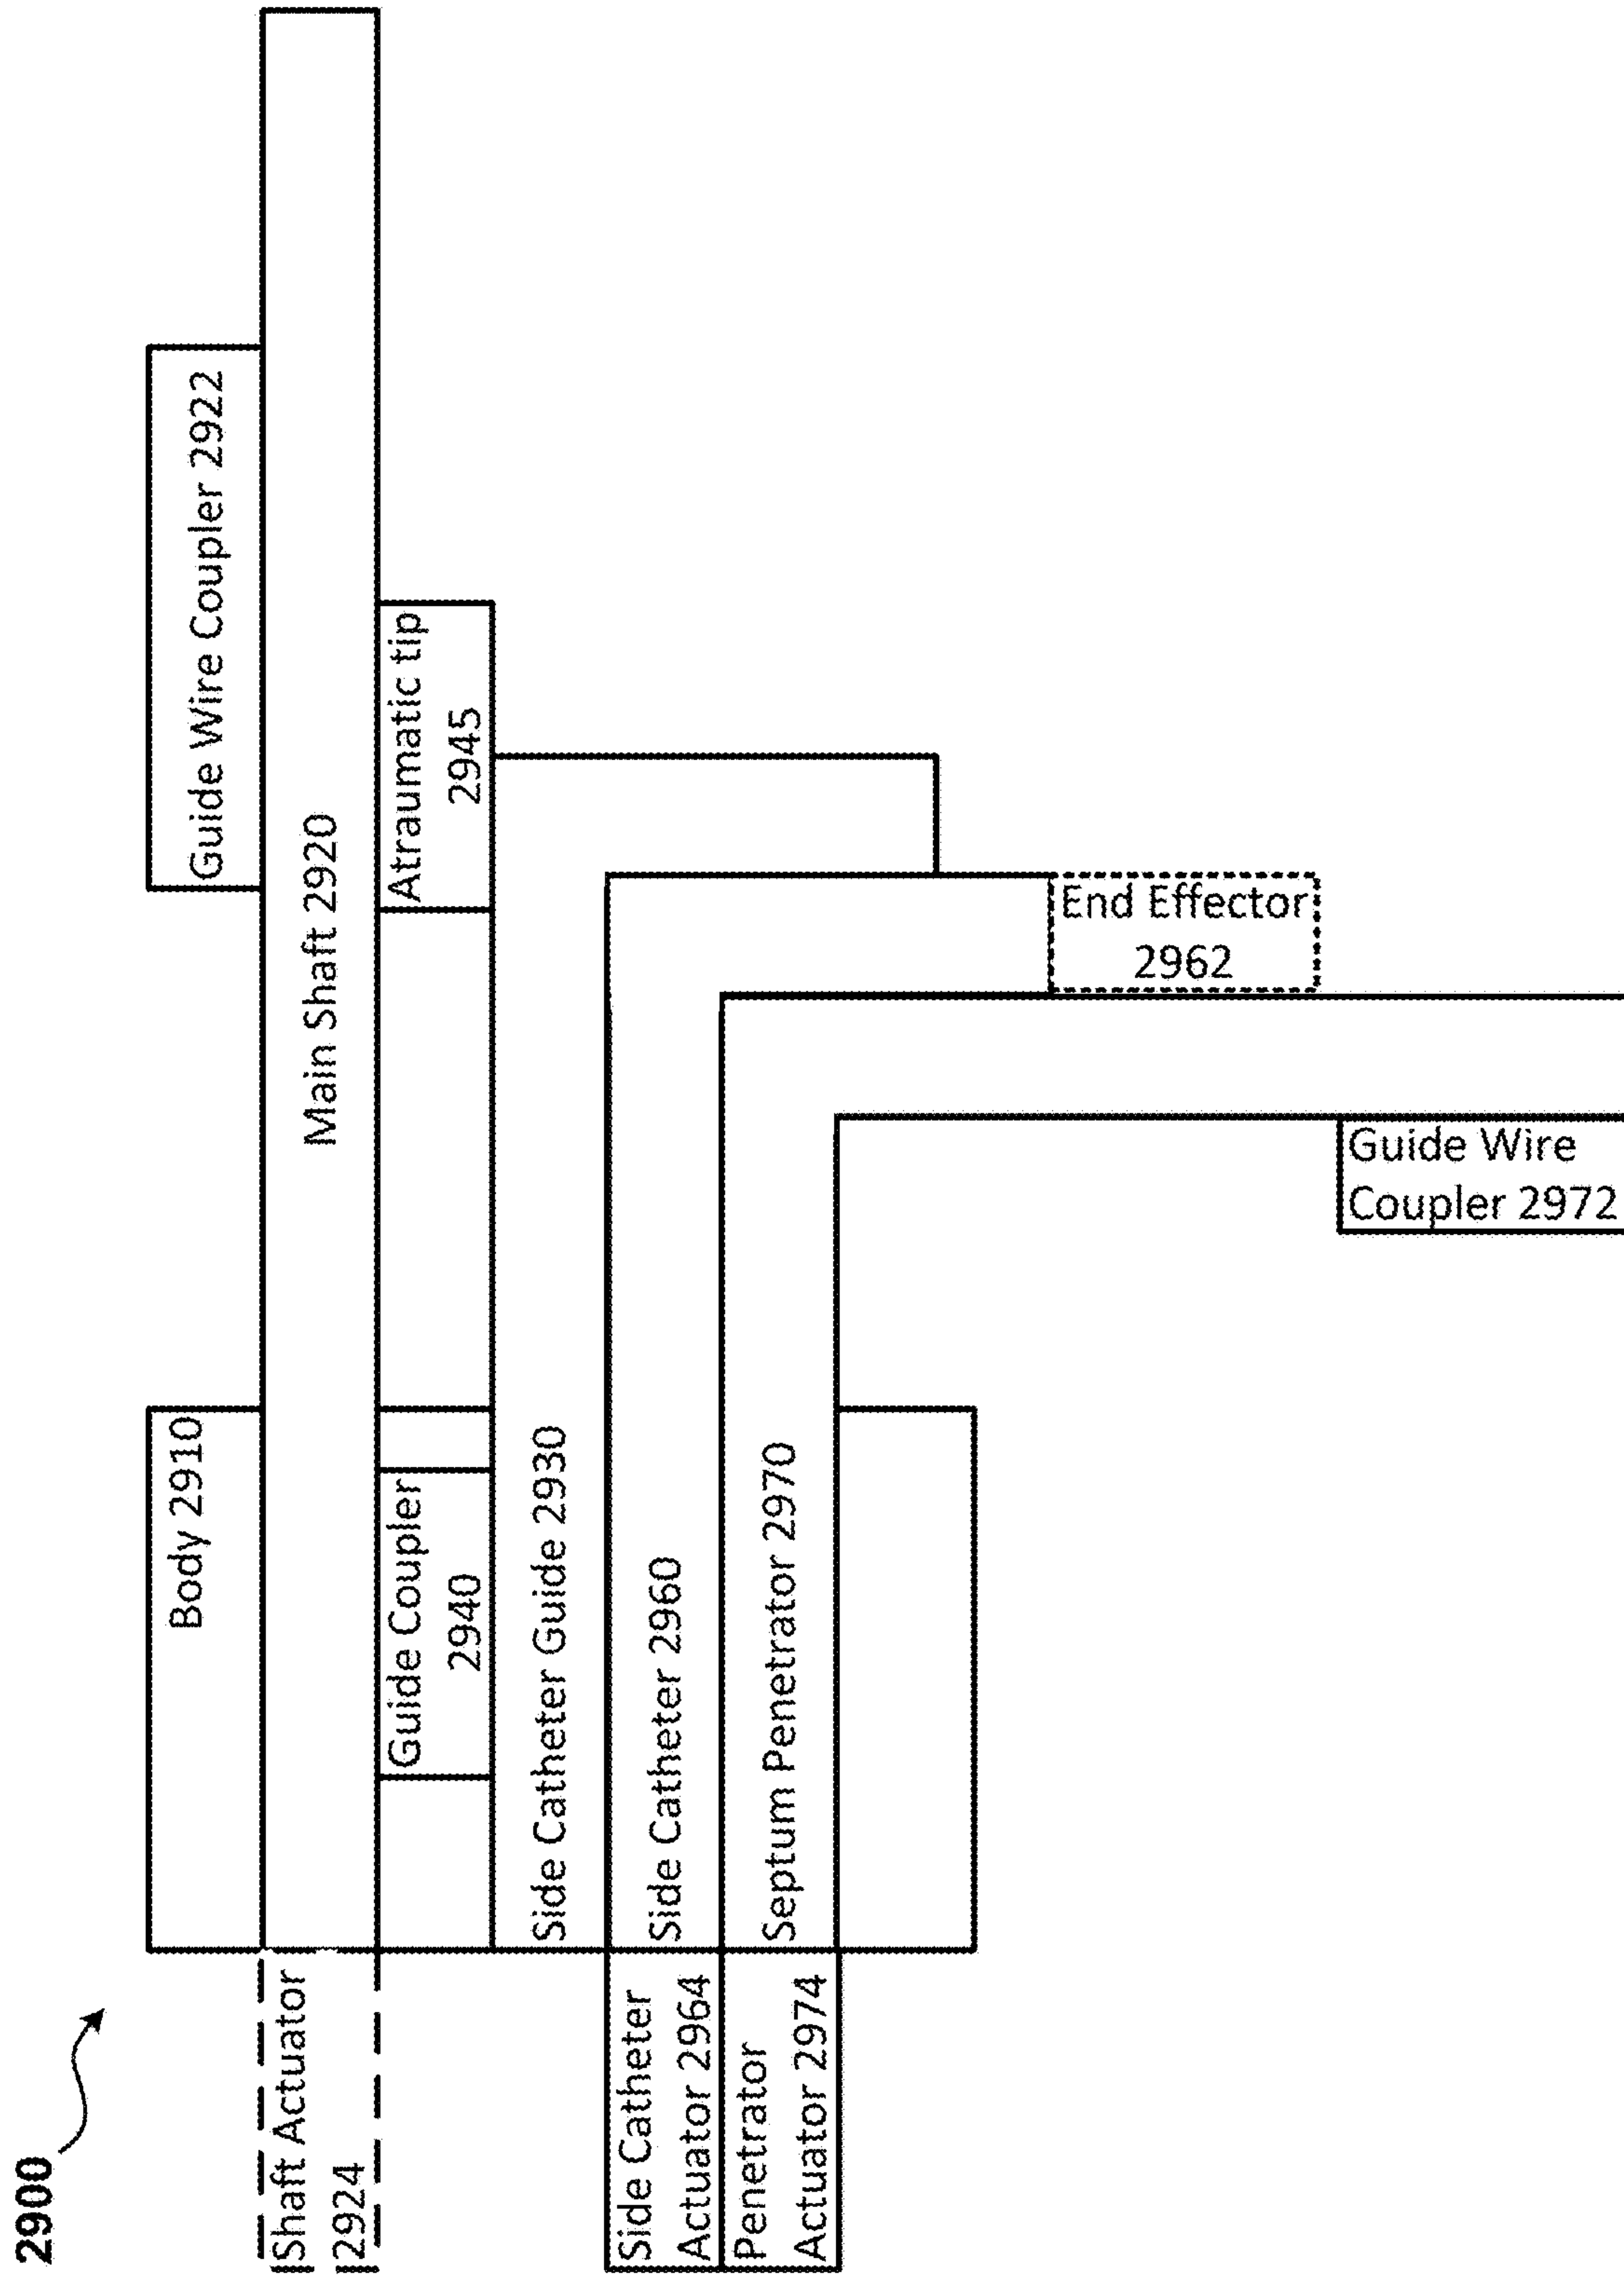 2900
Body 2910
Guide Wire Coupler 2922
Shaft Actuator
2924
Main Shaft 2920
Guide Coupler
2940
Atraumatic tip
2945
Side Catheter Guide 2930
Side Catheter
Actuator 2964
Side Catheter 2960
Penetrator
Actuator 2974
Septum Penetrator 2970
End Effector
2962
Guide Wire
Coupler 2972